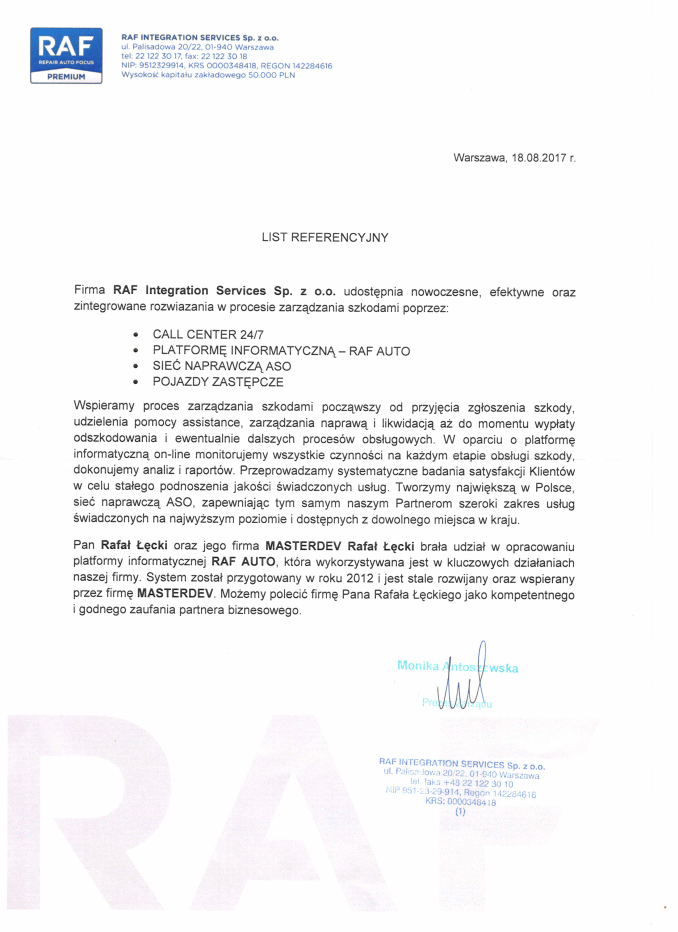 RAF
REPAIR AUTO FOCUS
PREMIUM
RAF INTEGRATION SERVICES Sp. z o.o.
ul. Palisadowa 20/22, 01-940 Warszawa
tel: 22 122 30 17, fax: 22 122 30 18
NIP: 9512329914, KRS 0000348418, REGON 142284616
Wysokość kapitału zakładowego 50.000 PLN
Warszawa, 18.08.2017 r.
LIST REFERENCYJNY
Firma RAF Integration Services Sp. z o.o. udostępnia nowoczesne, efektywne oraz
zintegrowane rozwiazania w procesie zarządzania szkodami poprzez:
• CALL CENTER 24/7
• PLATFORMĘ INFORMATYCZNĄ – RAF AUTO
• SIEĆ NAPRAWCZĄ ASO
• POJAZDY ZASTĘPCZE
Wspieramy proces zarządzania szkodami począwszy od przyjęcia zgłoszenia szkody,
udzielenia pomocy assistance, zarządzania naprawą i likwidacją aż do momentu wypłaty
odszkodowania i ewentualnie dalszych procesów obsługowych. W oparciu o platformę
informatyczną on-line monitorujemy wszystkie czynności na każdym etapie obsługi szkody,
dokonujemy analiz i raportów. Przeprowadzamy systematyczne badania satysfakcji Klientów
w celu stałego podnoszenia jakości świadczonych usług. Tworzymy największą w Polsce,
sieć naprawczą ASO, zapewniając tym samym naszym Partnerom szeroki zakres usług
świadczonych na najwyższym poziomie i dostępnych z dowolnego miejsca w kraju.
Pan Rafał Łęcki oraz jego firma MASTERDEV Rafał Łęcki brała udział w opracowaniu
platformy informatycznej RAF AUTO, która wykorzystywana jest w kluczowych działaniach
naszej firmy. System został przygotowany w roku 2012 i jest stale rozwijany oraz wspierany
przez firmę MASTERDEV. Możemy polecić firmę Pana Rafała Łęckiego jako kompetentnego
i godnego zaufania partnera biznesowego.
Monika Antoszewska
Prezes Zarządu
RAF INTEGRATION SERVICES Sp. z o.o.
ul. Palisadowa 20/22, 01-940 Warszawa
tel. faks +48 22 122 30 10
NIP 951-23-29-914, Regon 142284616
KRS: 0000348418
(1)
RAF